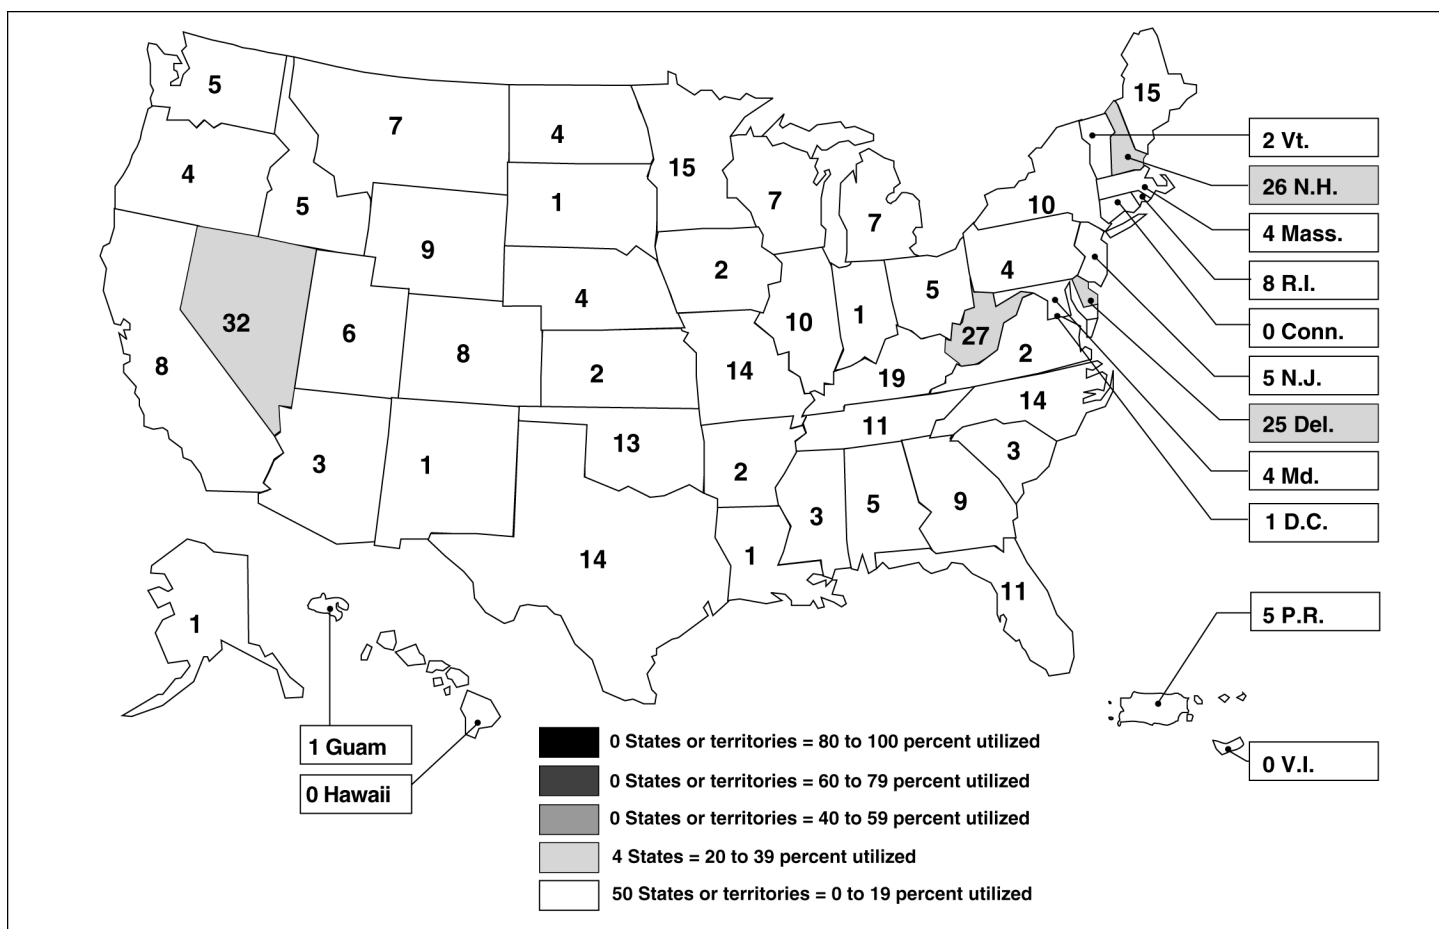 5
7
4
15
15
2 Vt.
26 N.H.
4 Mass.
8 R.I.
0 Conn.
5 N.J.
25 Del.
4 Md.
1 D.C.
4
5
1
7
7
10
9
2
5
4
8
32
6
4
10
1
27
2
8
2
14
19
14
3
1
13
11
3
2
3
5
9
14
1
11
1
5 P.R.
0 V.I.
1 Guam
0 Hawaii
0 States or territories = 80 to 100 percent utilized
0 States or territories = 60 to 79 percent utilized
0 States or territories = 40 to 59 percent utilized
4 States = 20 to 39 percent utilized
50 States or territories = 0 to 19 percent utilized